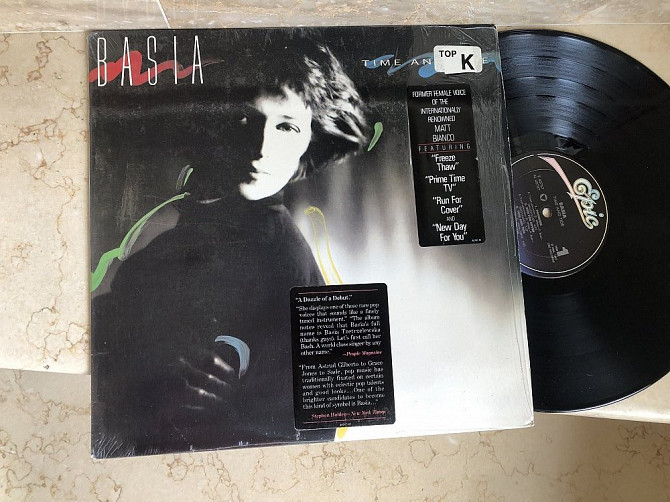 BASIA
TIME AN
TOP
K
FORMER FEMALE VOICE
OF THE
INTERNATIONALLY
RENOWNED
MATT
BIANCO
FEATURING
"Freeze
Thaw"
"Prime Time
TV"
"Run For
Cover"
AND
"New Day
For You"
"A Dazzle of a Debut."
"She displays one of those rare pop
voices that sounds like a finely
tuned instrument." "The album
notes reveal that Basia's full
name is Basia Tretrzelewska
(thanks guys). Let's first call her
Bash. A world class singer by any
other name."
—People Magazine
"From Astrud Gilberto to Grace
Jones to Sade, pop music has
traditionally fixated on certain
women with eclectic pop talents
and good looks...One of the
brighter candidates to become
this kind of symbol is Basia..."
Stephen Holden—New York Times
Epic
BASIA
1